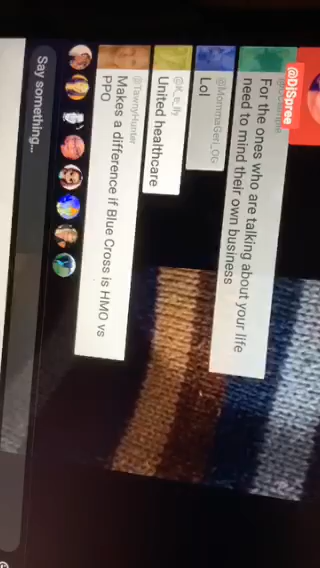 @DjSpree
For the ones who are talking about your life
need to mind their own business
@MommaGeri_OG
Lol
United healthcare
@TawnyHunter
Makes a difference if Blue Cross is HMO vs
PPO
Say something...